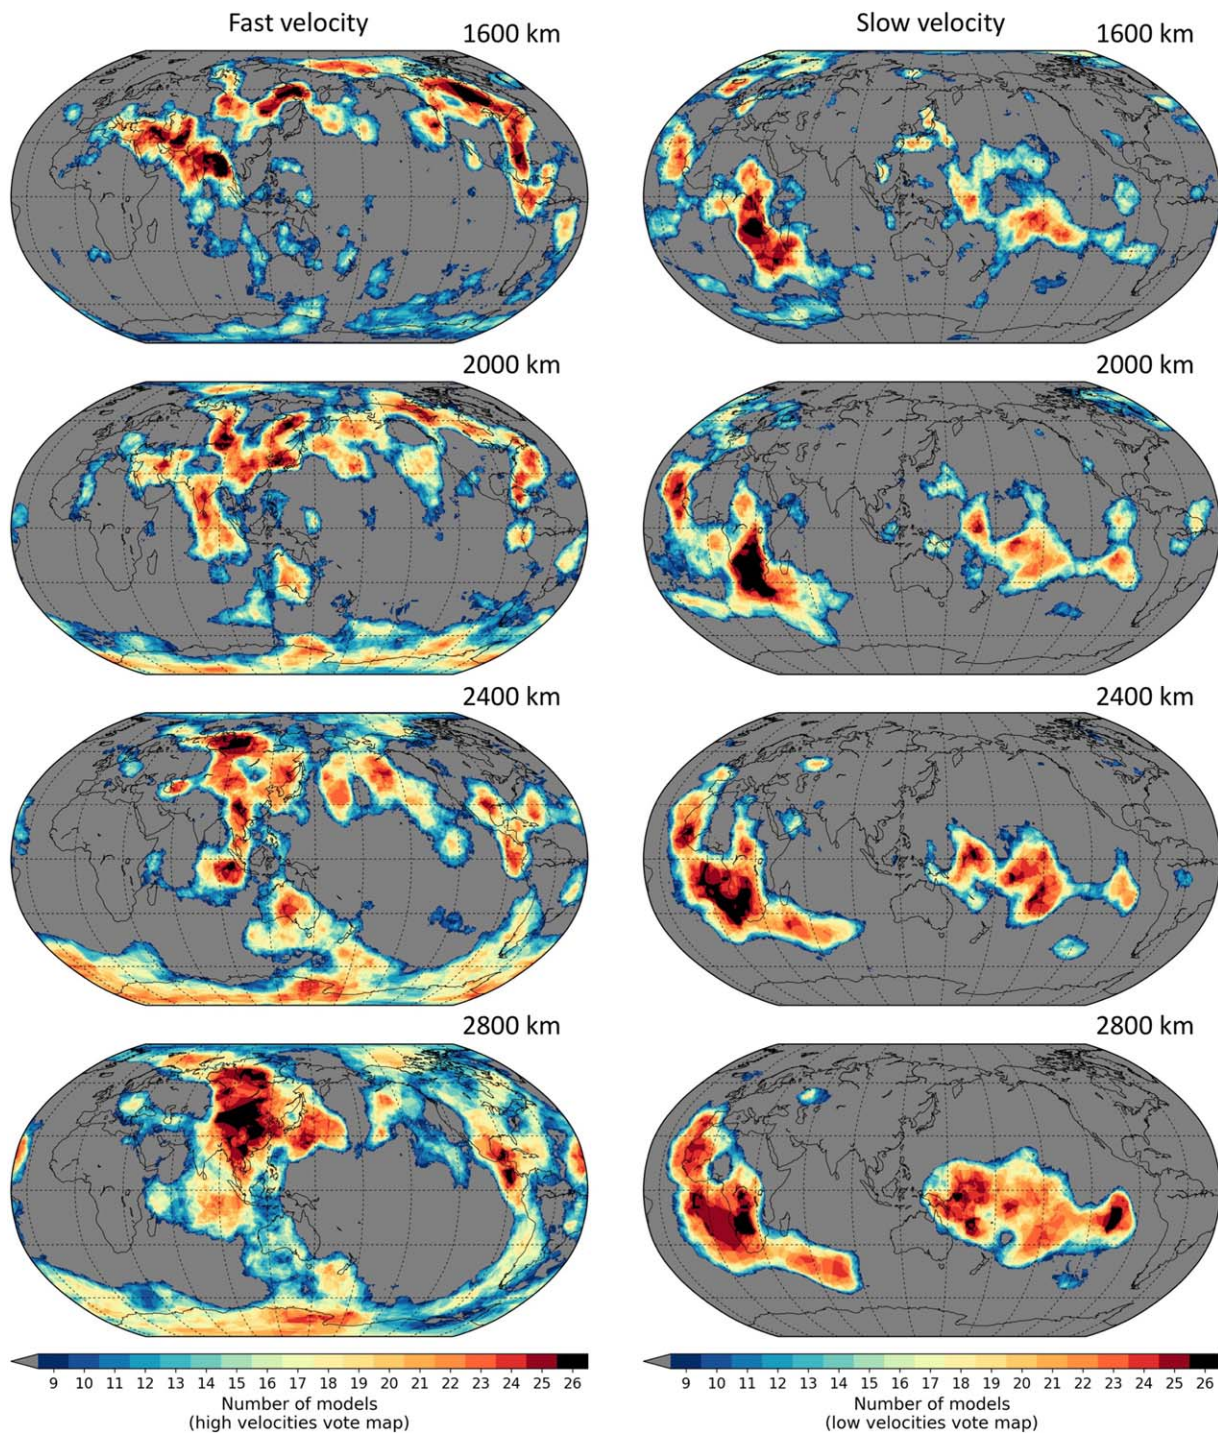 Fast velocity
Slow velocity
1600 km
1600 km
2000 km
2000 km
2400 km
2400 km
2800 km
2800 km
9 10 11 12 13 14 15 16 17 18 19 20 21 22 23 24 25 26
Number of models
(high velocities vote map)
9 10 11 12 13 14 15 16 17 18 19 20 21 22 23 24 25 26
Number of models
(low velocities vote map)